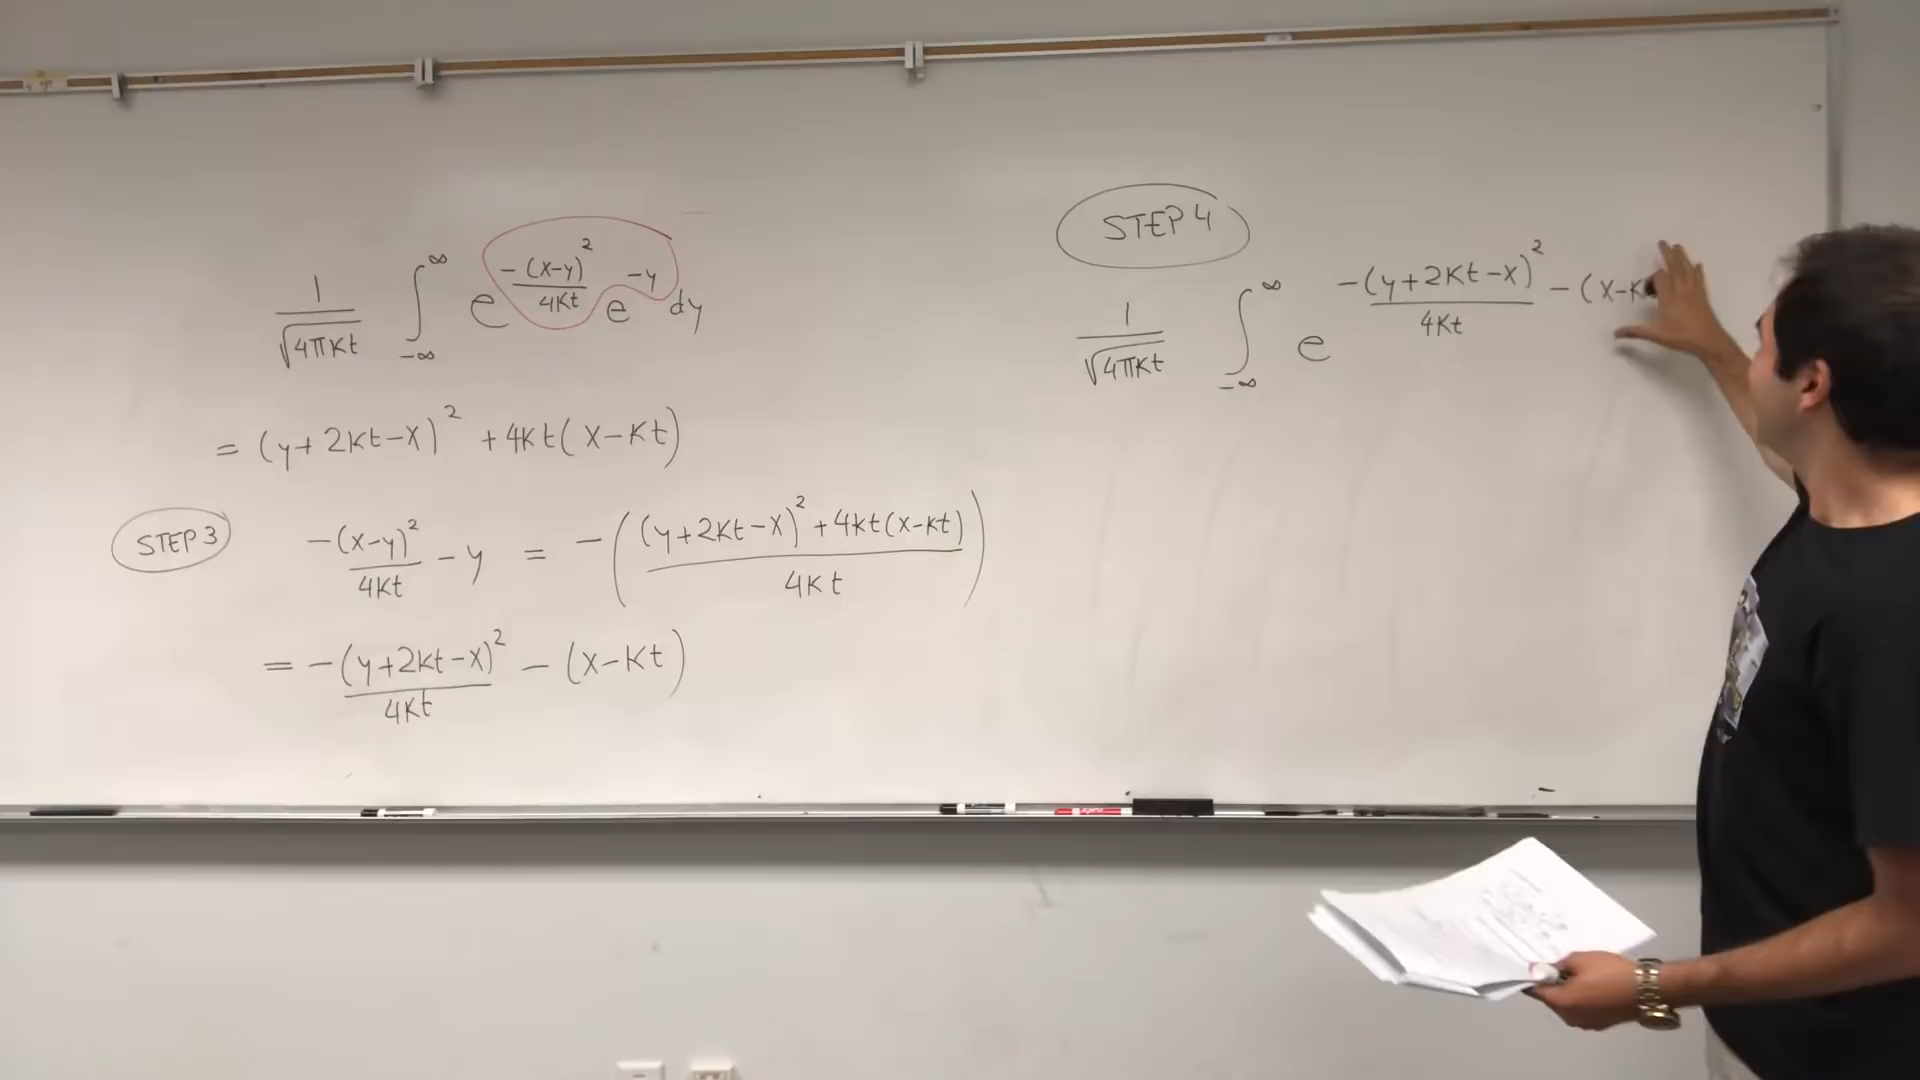 1/√(4πkt) ∫_{-∞}^{∞} e^{-(x-y)²/4kt} e^{-y} dy
= (y+2kt-x)² + 4kt(x-kt)
STEP 3
-(x-y)²/4kt - y = -((y+2kt-x)² + 4kt(x-kt)/4kt)
= -(y+2kt-x)²/4kt - (x-kt)
STEP 4
1/√(4πkt) ∫_{-∞}^{∞} e^{-(y+2kt-x)²/4kt - (x-k